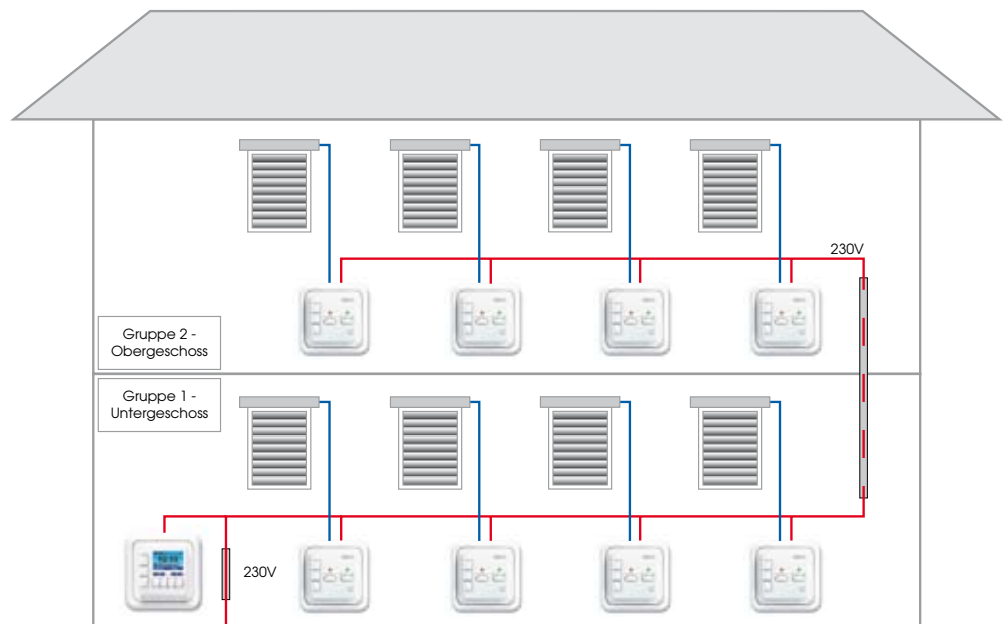 230V
Gruppe 2 -
Obergeschoss
Gruppe 1 -
Untergeschoss
230V